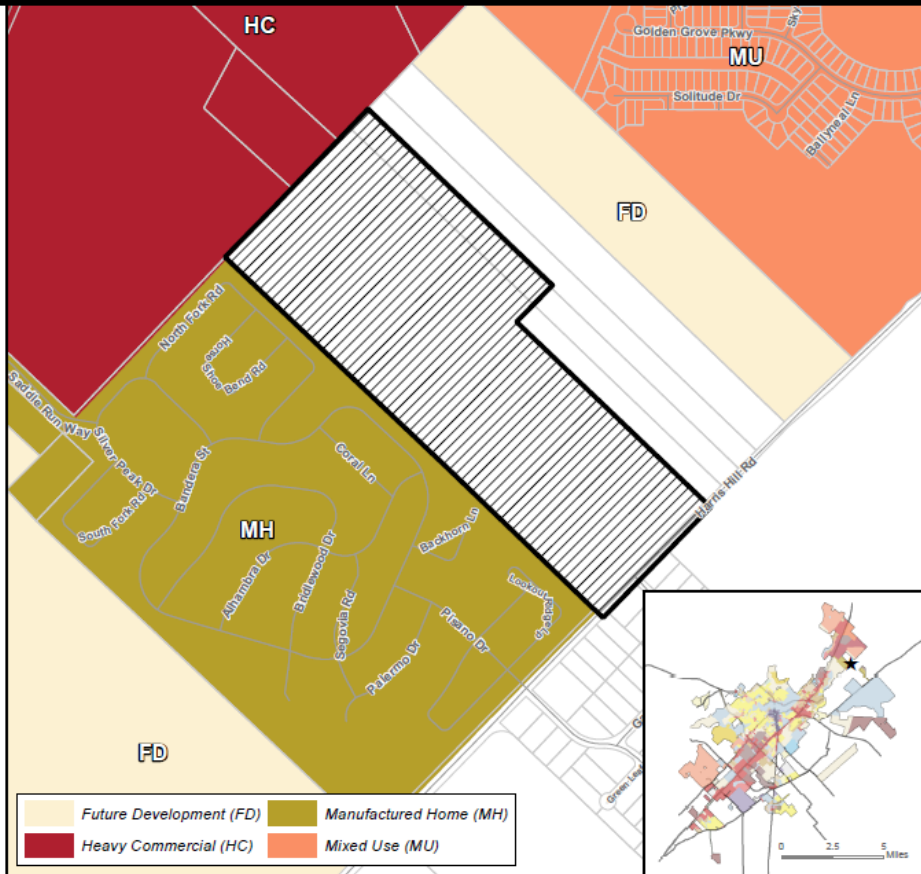 HC
Golden Grove Pkwy
Sky
MU
Solitude Dr
Ballyneal Ln
FD
North Fork Rd
Horse
Shoe
Bend Rd
Saddle Run Way
Silver Peak Dr
Bandera St
South Fork Rd
Coral Ln
MH
Backhorn Ln
Harris Hill Rd
Alhambra Dr
Bridlewood Dr
Segovia Rd
Lookout
Ridge Lp
Pisano Dr
Palermo Dr
FD
Green Leaf
Future Development (FD)
Manufactured Home (MH)
Heavy Commercial (HC)
Mixed Use (MU)
0 2.5 5
Miles